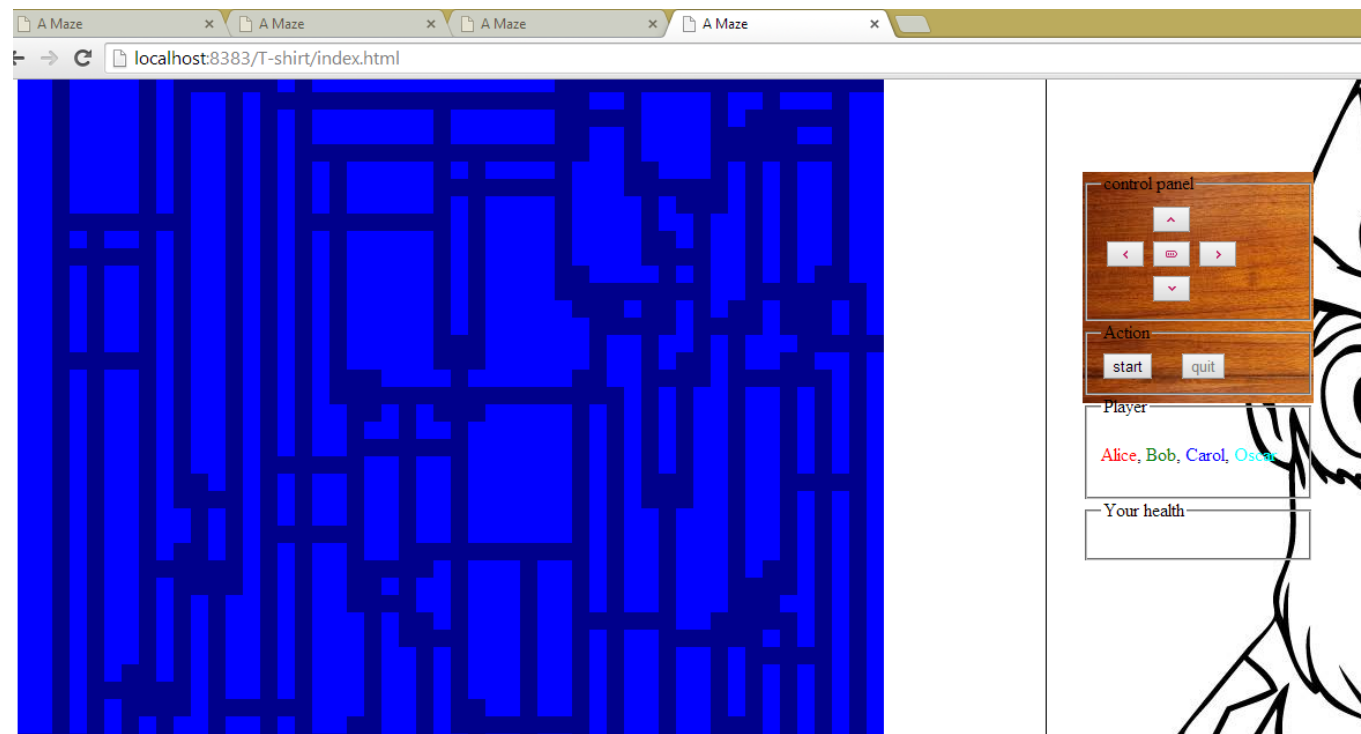 A Maze A Maze A Maze A Maze
localhost:8383/T-shirt/index.html
control panel
Action
start quit
Player
Alice, Bob, Carol, Oscar
Your health